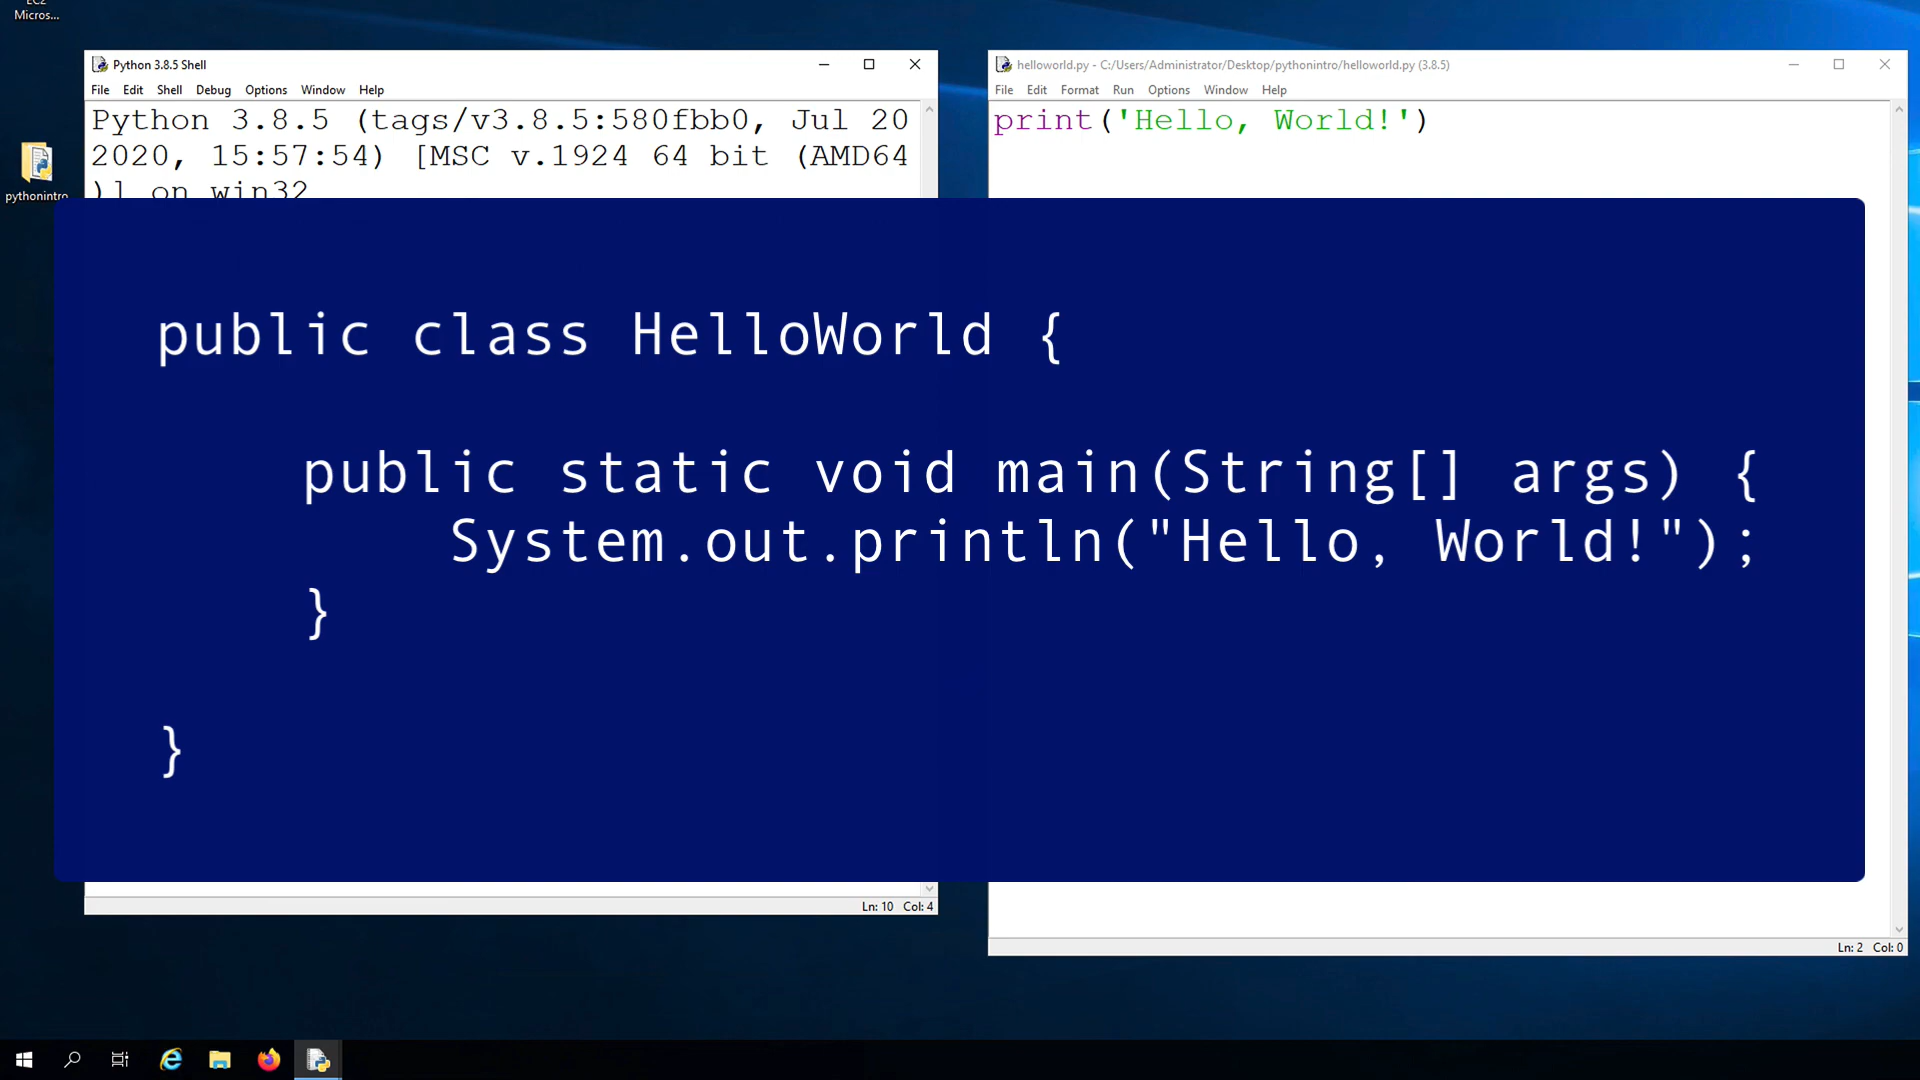 EC2
Micros...
pythonintro
Python 3.8.5 Shell
File Edit Shell Debug Options Window Help
Python 3.8.5 (tags/v3.8.5:580fbb0, Jul 20
2020, 15:57:54) [MSC v.1924 64 bit (AMD64
)] on win32
Ln: 10 Col: 4
helloworld.py - C:/Users/Administrator/Desktop/pythonintro/helloworld.py (3.8.5)
File Edit Format Run Options Window Help
print('Hello, World!')
Ln: 2 Col: 0
public class HelloWorld {
public static void main(String[] args) {
System.out.println("Hello, World!");
}
}